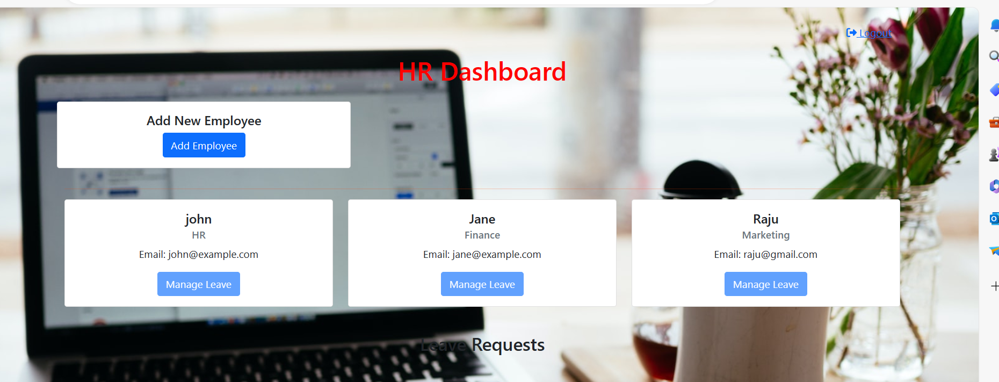 Logout
HR Dashboard
Add New Employee
Add Employee
john
HR
Email: john@example.com
Manage Leave
Jane
Finance
Email: jane@example.com
Manage Leave
Raju
Marketing
Email: raju@gmail.com
Manage Leave
Leave Requests